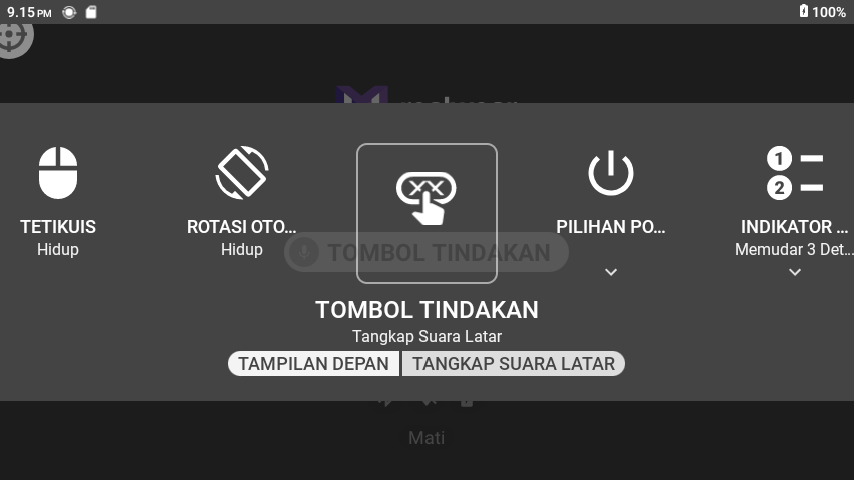 9.15 PM
100%
TETIKUIS
Hidup
ROTASI OTO...
Hidup
PILIHAN PO...
INDIKATOR ...
Memudar 3 Det...
1
2
XX
TOMBOL TINDAKAN
TOMBOL TINDAKAN
Tangkap Suara Latar
TAMPILAN DEPAN
TANGKAP SUARA LATAR
Mati